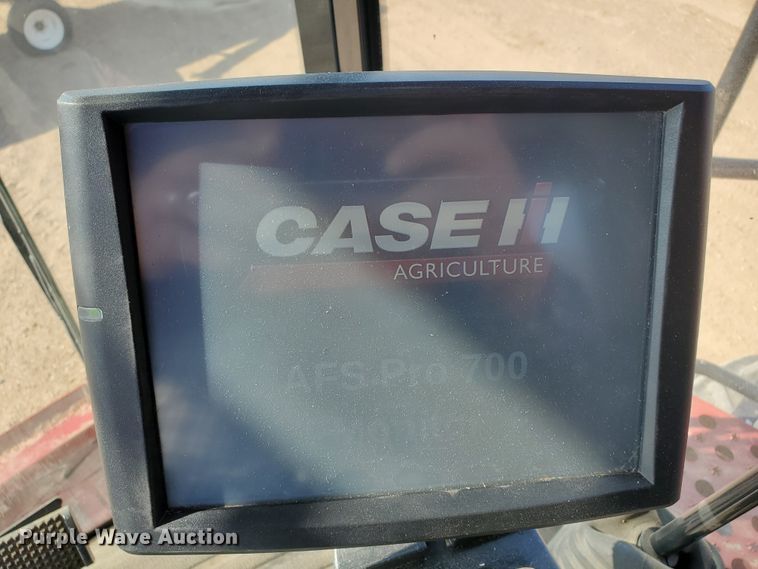 CASE IH
AGRICULTURE
AFS Pro 700
Purple Wave Auction